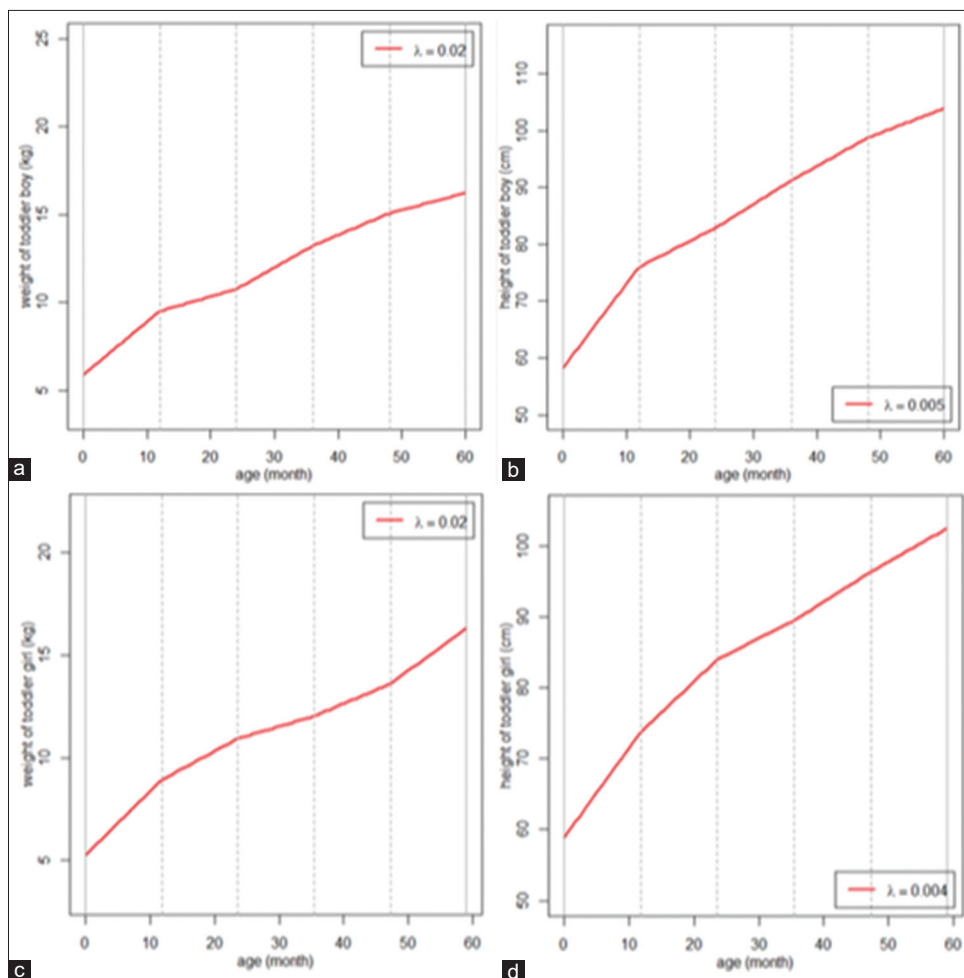 weight of toddler boy (kg)
25
20
15
10
5
λ = 0.02
0 10 20 30 40 50 60
age (month)
a
height of toddler boy (cm)
110
100
90
80
70
60
50
λ = 0.005
0 10 20 30 40 50 60
age (month)
b
weight of toddler girl (kg)
20
15
10
5
λ = 0.02
0 10 20 30 40 50 60
age (month)
c
height of toddler girl (cm)
100
90
80
70
60
50
λ = 0.004
0 10 20 30 40 50 60
age (month)
d